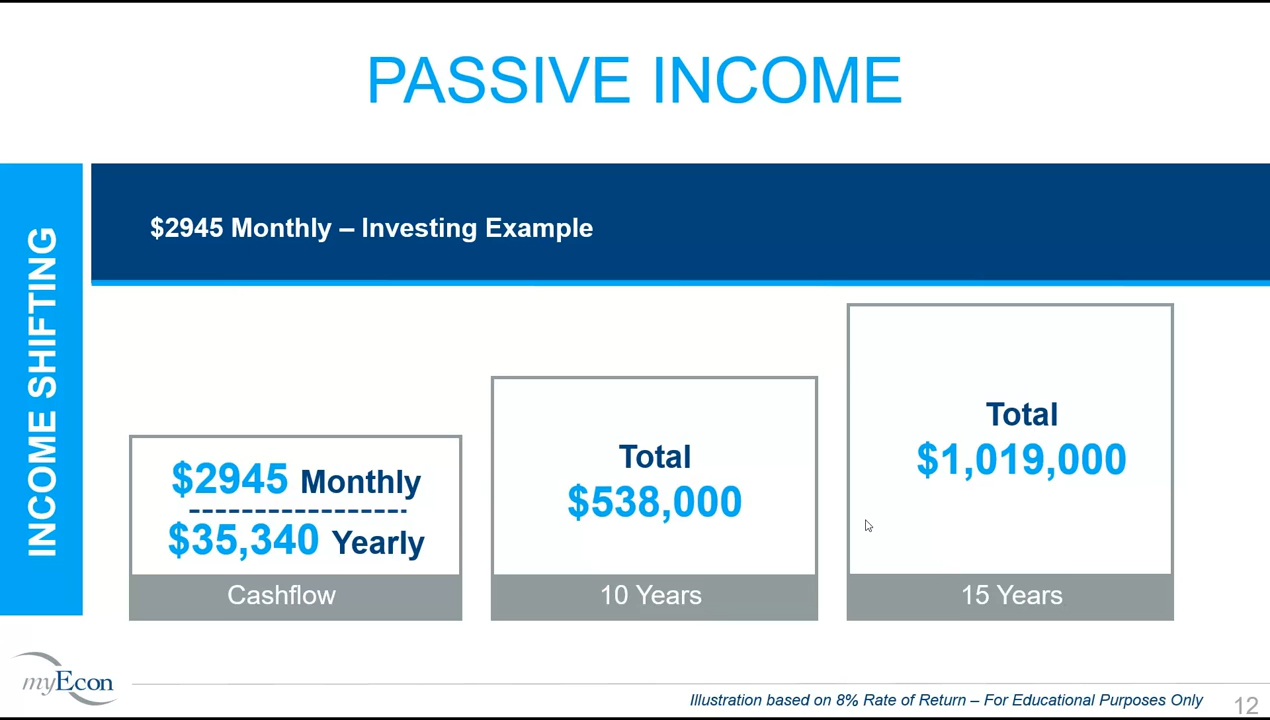 PASSIVE INCOME
INCOME SHIFTING
$2945 Monthly – Investing Example
$2945 Monthly
$35,340 Yearly
Cashflow
Total
$538,000
10 Years
Total
$1,019,000
15 Years
myEcon
Illustration based on 8% Rate of Return – For Educational Purposes Only
12